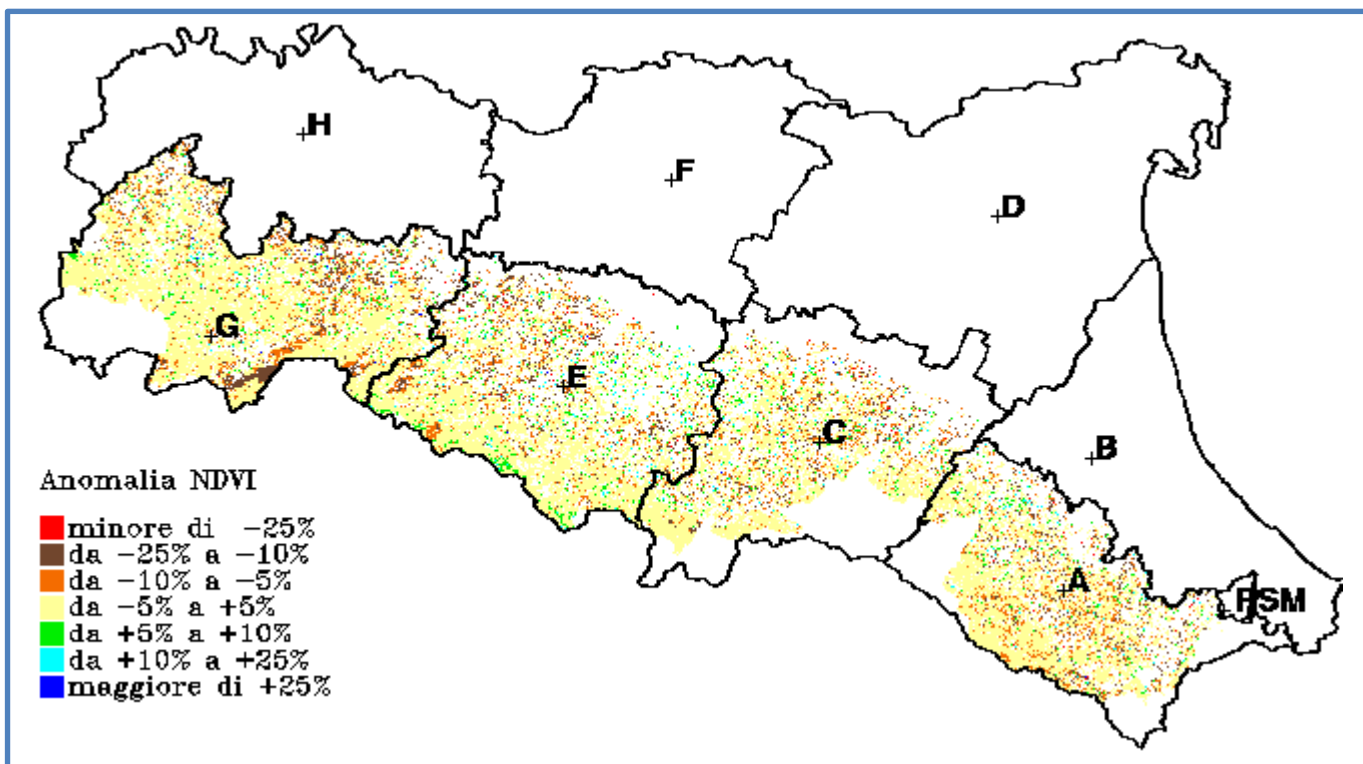 H
F
D
G
E
C
B
A
RSM
Anomalia NDVI
minore di -25%
da -25% a -10%
da -10% a -5%
da -5% a +5%
da +5% a +10%
da +10% a +25%
maggiore di +25%